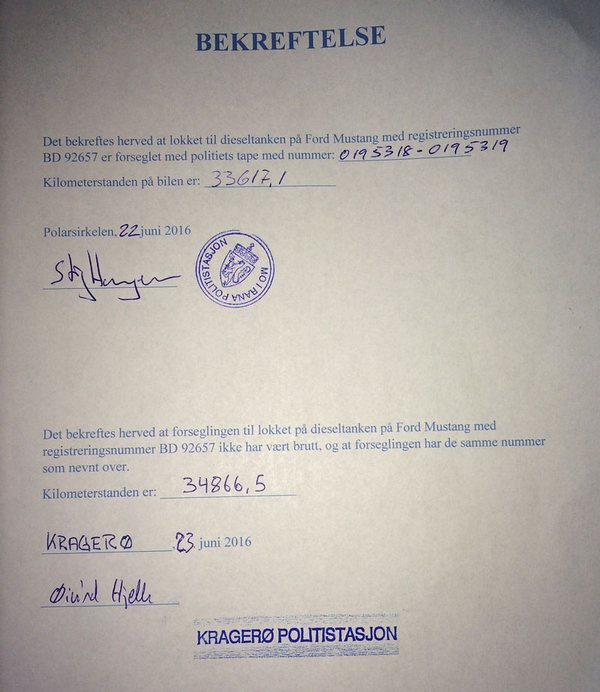 BEKREFTELSE
Det bekreftes herved at lokket til dieseltanken på Ford Mustang med registreringsnummer
BD 92657 er forseglet med politiets tape med nummer: 0195318-0195319
Kilometerstanden på bilen er: 33617,1
Polarsirkelen, 22 juni 2016
MO I RANA POLITISTASJON
Det bekreftes herved at forseglingen til lokket på dieseltanken på Ford Mustang med
registreringsnummer BD 92657 ikke har vært brutt, og at forseglingen har de samme nummer
som nevnt over.
Kilometerstanden er: 34866,5
KRAGERØ 23. juni 2016
Øivind Hjelle
KRAGERØ POLITISTASJON